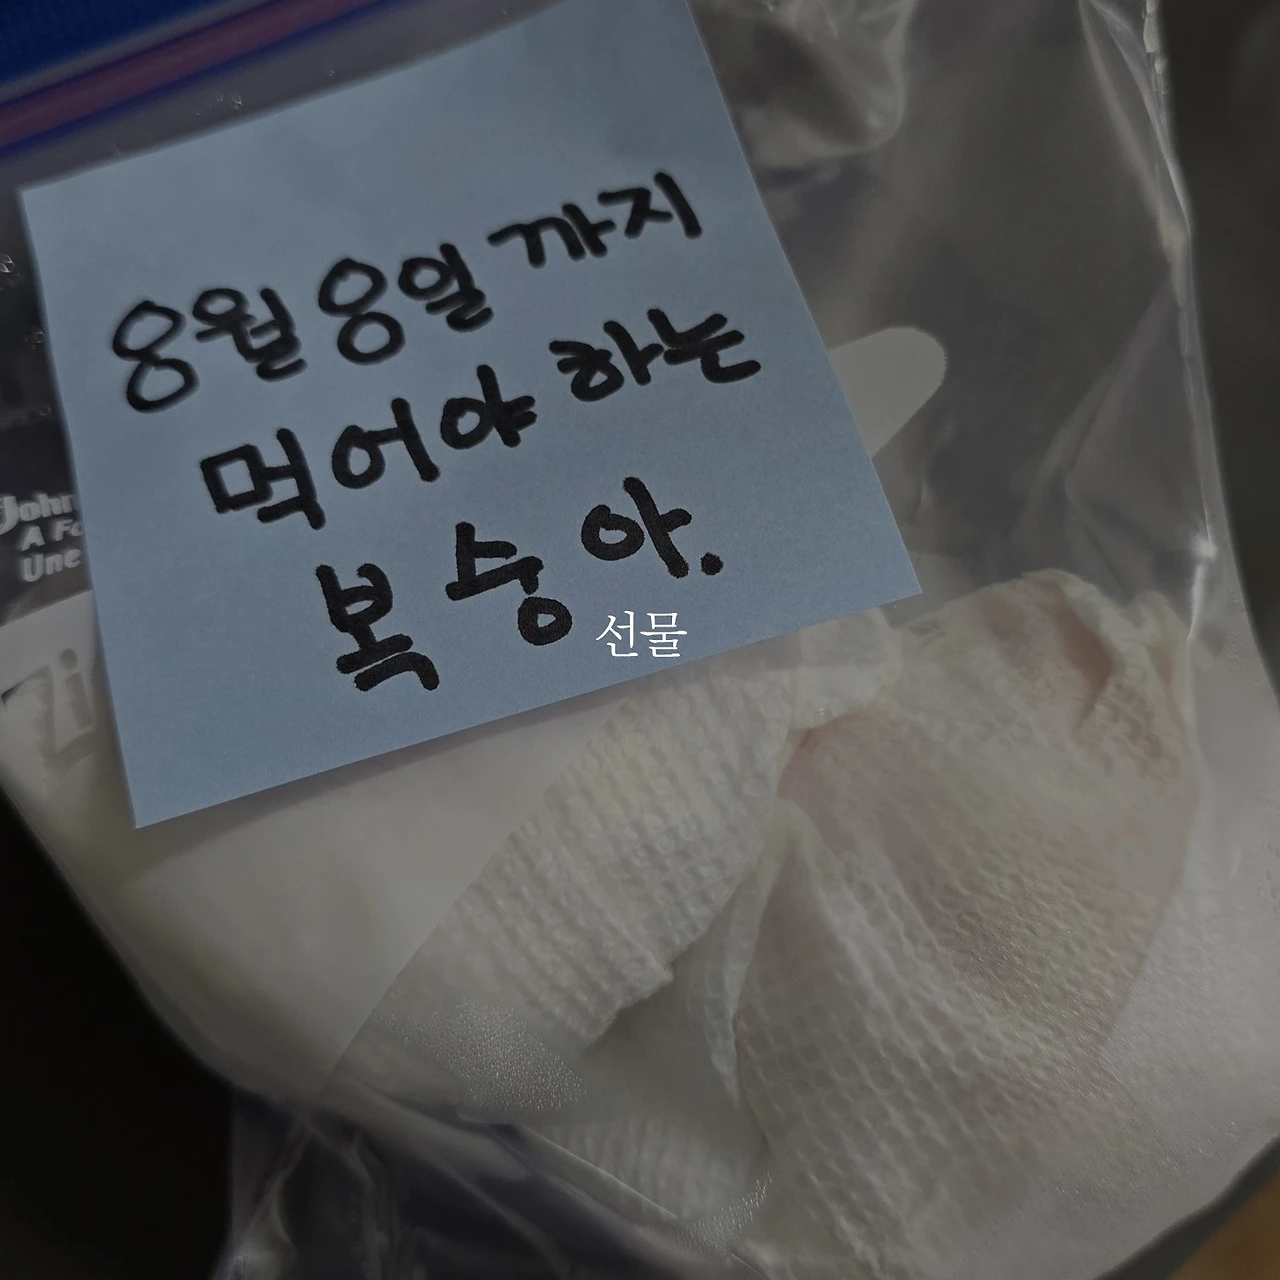 8월 8일 까지
먹어야 하는
복숭아.
선물